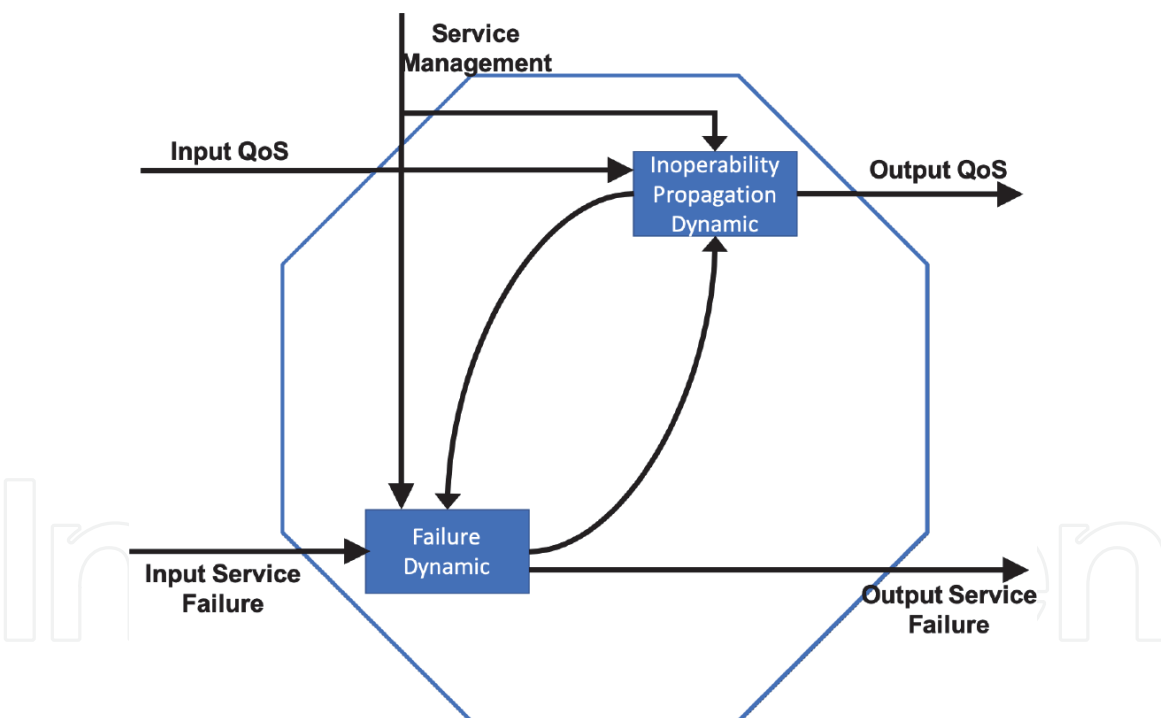 Service
Management
Input QoS
Inoperability
Propagation
Dynamic
Output QoS
Failure
Dynamic
Input Service
Failure
Output Service
Failure